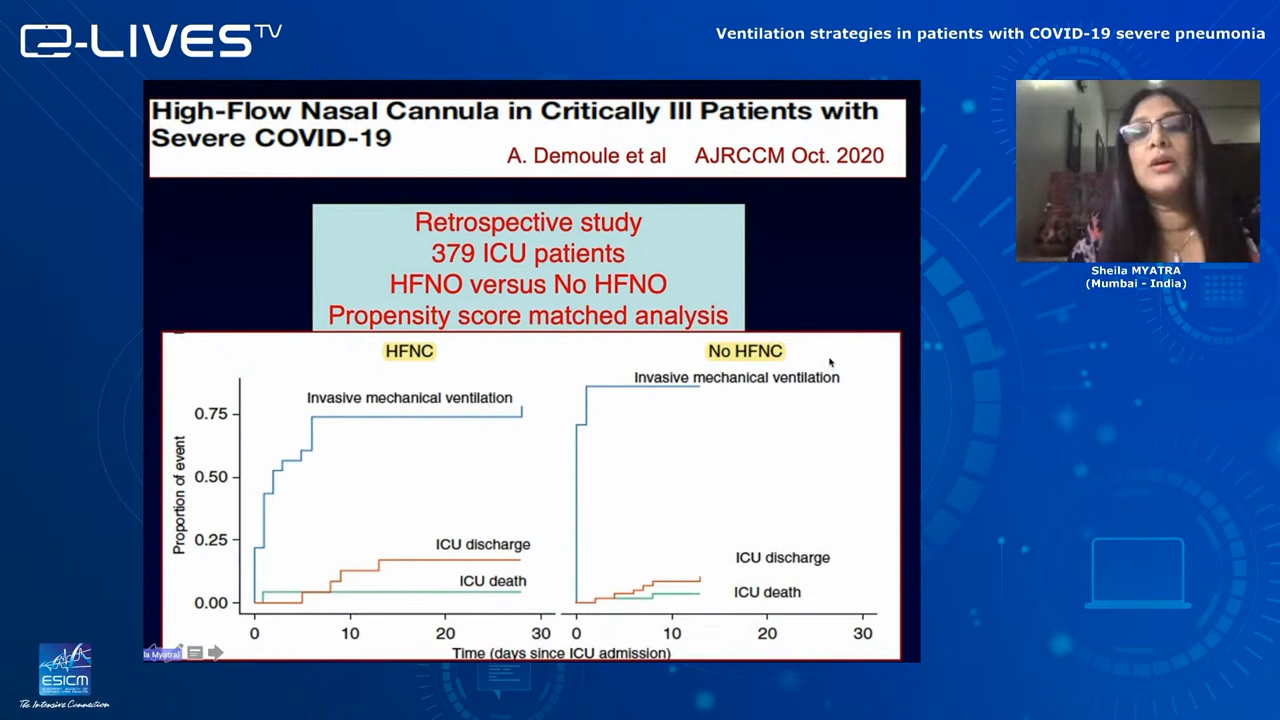 e-LIVES TV
Ventilation strategies in patients with COVID-19 severe pneumonia
High-Flow Nasal Cannula in Critically Ill Patients with
Severe COVID-19
A. Demoule et al AJRCCM Oct. 2020
Retrospective study
379 ICU patients
HFNO versus No HFNO
Propensity score matched analysis
Sheila MYATRA
(Mumbai - India)
HFNC
No HFNC
Invasive mechanical ventilation
Invasive mechanical ventilation
Proportion of event
0.75
0.50
0.25
0.00
ICU discharge
ICU death
ICU discharge
ICU death
0 10 20 30
0 10 20 30
Time (days since ICU admission)
la Myatra)
ESICM
The Intensive Connection